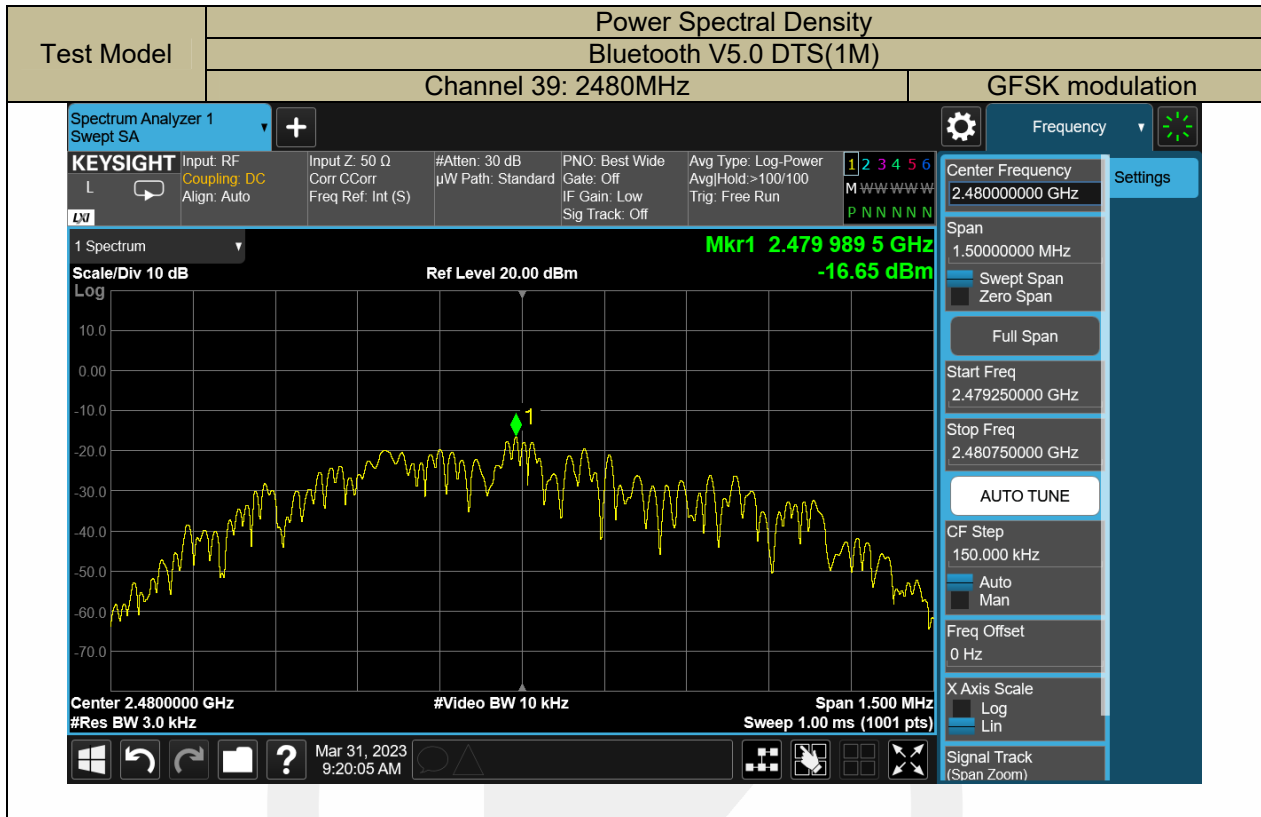 Test Model
Power Spectral Density
Bluetooth V5.0 DTS(1M)
Channel 39: 2480MHz
GFSK modulation
Spectrum Analyzer 1
Swept SA
Frequency
KEYSIGHT
L
LXI
Input: RF
Coupling: DC
Align: Auto
Input Z: 50 Ω
Corr CCorr
Freq Ref: Int (S)
#Atten: 30 dB
µW Path: Standard
PNO: Best Wide
Gate: Off
IF Gain: Low
Sig Track: Off
Avg Type: Log-Power
Avg|Hold:>100/100
Trig: Free Run
1 2 3 4 5 6
M W W W W W
P N N N N N
1 Spectrum
Scale/Div 10 dB
Log
Ref Level 20.00 dBm
Mkr1 2.479 989 5 GHz
-16.65 dBm
10.0
0.00
-10.0
1
-20.0
-30.0
-40.0
-50.0
-60.0
-70.0
Center 2.4800000 GHz
#Video BW 10 kHz
Span 1.500 MHz
#Res BW 3.0 kHz
Sweep 1.00 ms (1001 pts)
Mar 31, 2023
9:20:05 AM
?
Center Frequency
2.480000000 GHz
Settings
Span
1.50000000 MHz
Swept Span
Zero Span
Full Span
Start Freq
2.479250000 GHz
Stop Freq
2.480750000 GHz
AUTO TUNE
CF Step
150.000 kHz
Auto
Man
Freq Offset
0 Hz
X Axis Scale
Log
Lin
Signal Track
(Span Zoom)